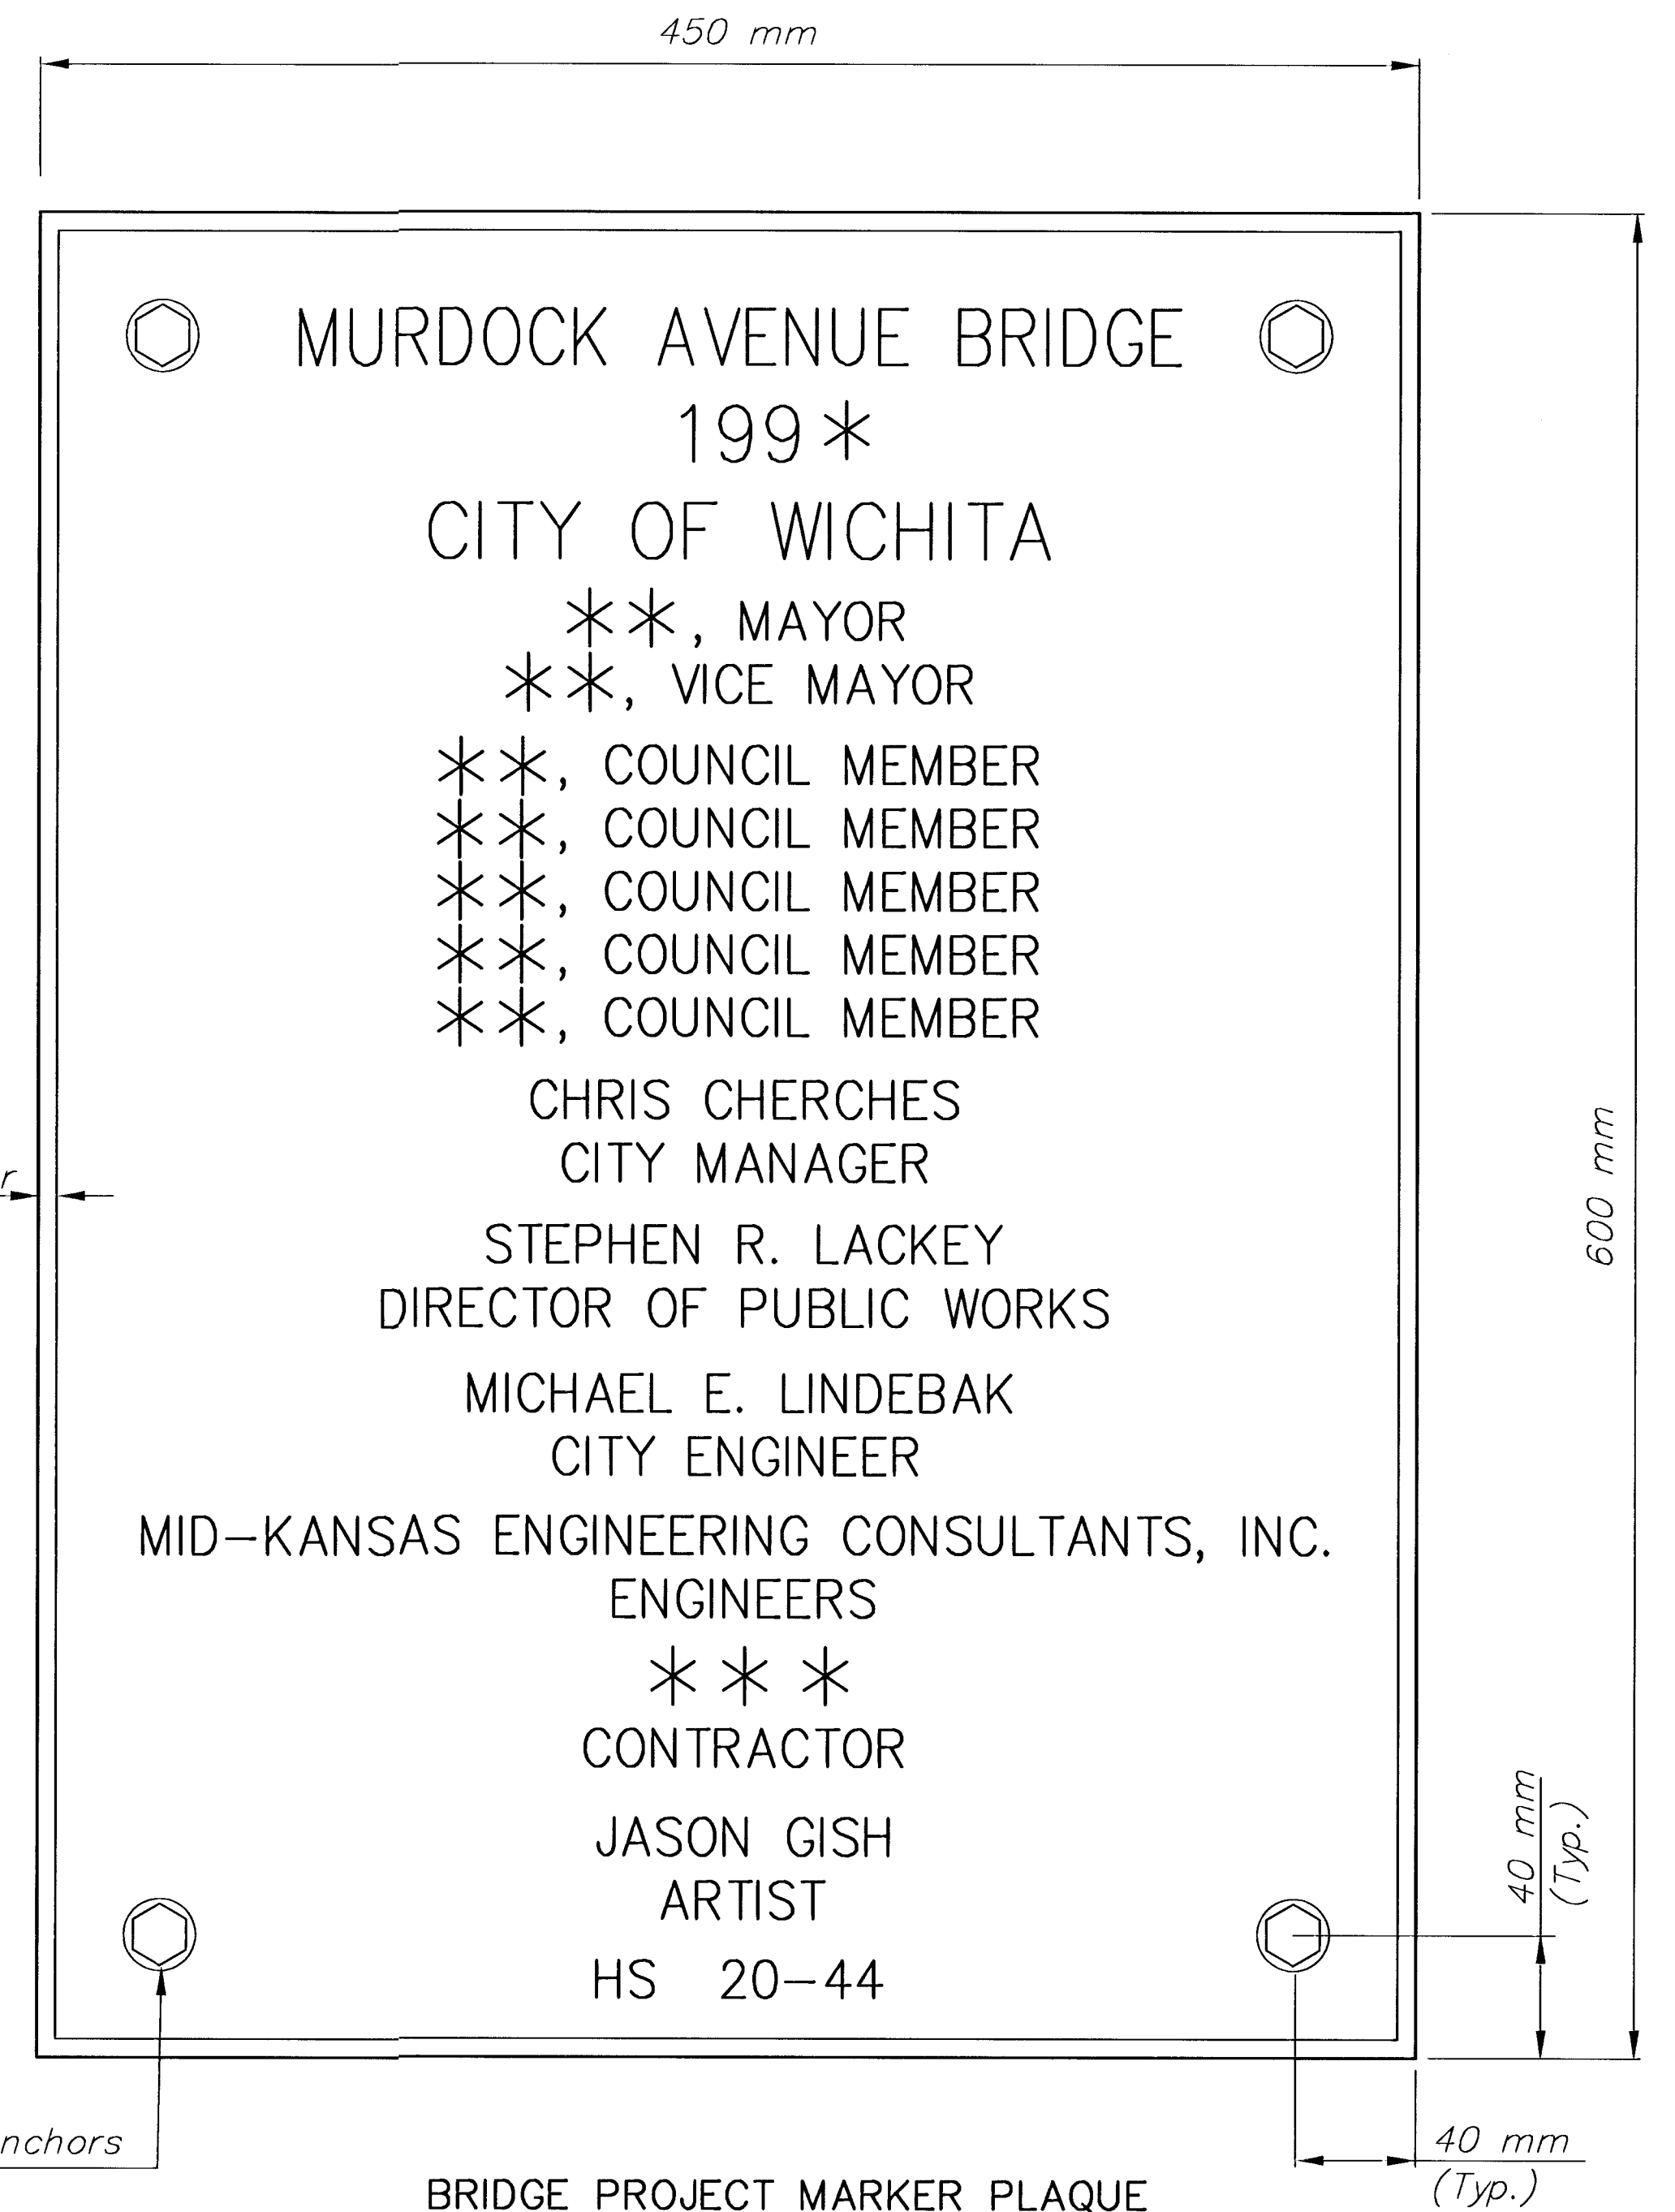 450 mm
MURDOCK AVENUE BRIDGE
199*
CITY OF WICHITA
**, MAYOR
**, VICE MAYOR
**, COUNCIL MEMBER
**, COUNCIL MEMBER
**, COUNCIL MEMBER
**, COUNCIL MEMBER
**, COUNCIL MEMBER
CHRIS CHERCHES
CITY MANAGER
STEPHEN R. LACKEY
DIRECTOR OF PUBLIC WORKS
MICHAEL E. LINDEBAK
CITY ENGINEER
MID-KANSAS ENGINEERING CONSULTANTS, INC.
ENGINEERS
* * *
CONTRACTOR
JASON GISH
ARTIST
HS 20-44
600 mm
40 mm
(Typ.)
40 mm
(Typ.)
BRIDGE PROJECT MARKER PLAQUE